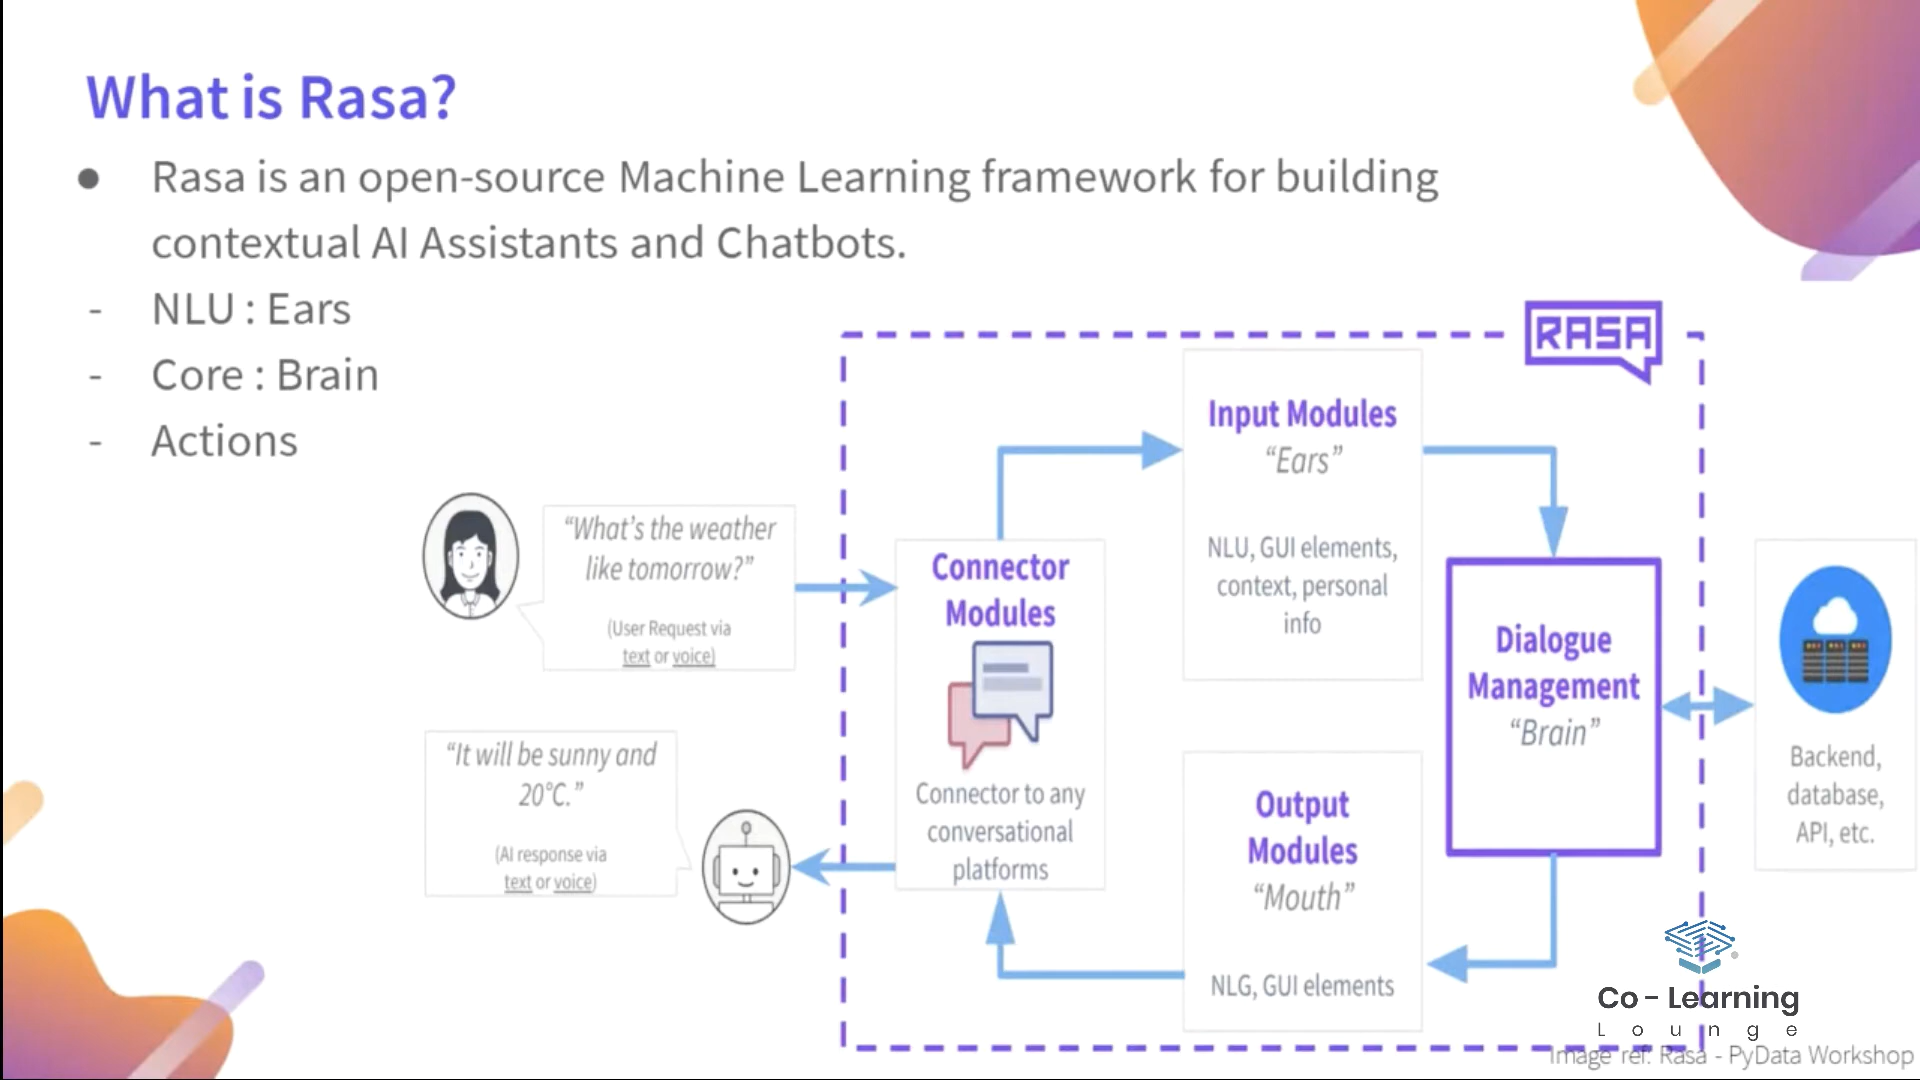 What is Rasa?
● Rasa is an open-source Machine Learning framework for building
contextual AI Assistants and Chatbots.
- NLU : Ears
- Core : Brain
- Actions
“What’s the weather
like tomorrow?”
(User Request via
text or voice)
“It will be sunny and
20°C.”
(AI response via
text or voice)
RASA
Connector
Modules
Connector to any
conversational
platforms
Input Modules
“Ears”
NLU, GUI elements,
context, personal
info
Dialogue
Management
“Brain”
Output
Modules
“Mouth”
NLG, GUI elements
Backend,
database,
API, etc.
Co - Learning
Lounge
Image ref: Rasa - PyData Workshop